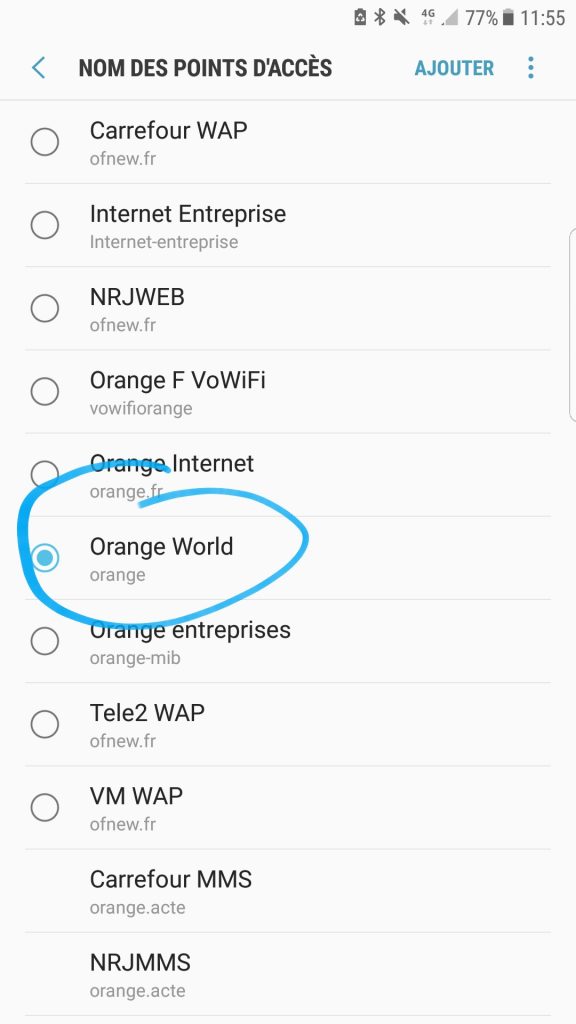 4G 77% 11:55
NOM DES POINTS D'ACCÈS AJOUTER
Carrefour WAP
ofnew.fr
Internet Entreprise
Internet-entreprise
NRJWEB
ofnew.fr
Orange F VoWiFi
vowifiorange
Orange Internet
orange.fr
Orange World
orange
Orange entreprises
orange-mib
Tele2 WAP
ofnew.fr
VM WAP
ofnew.fr
Carrefour MMS
orange.acte
NRJMMS
orange.acte